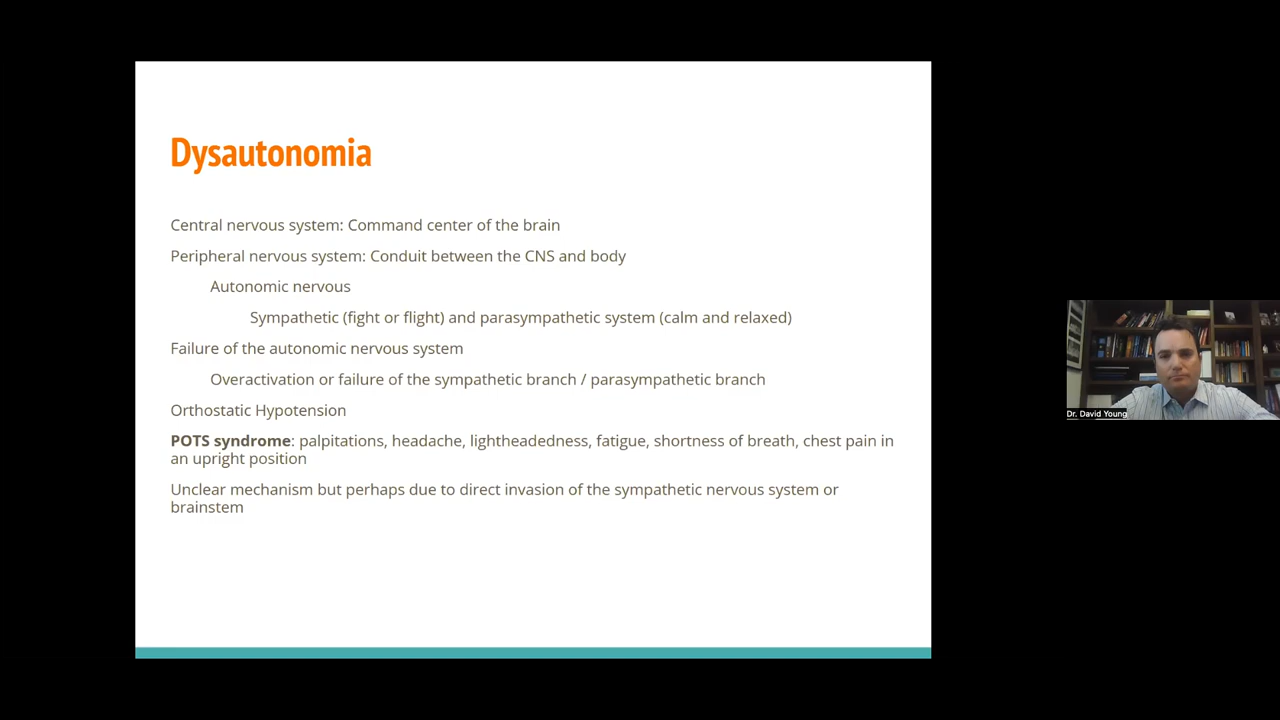 Dysautonomia
Central nervous system: Command center of the brain
Peripheral nervous system: Conduit between the CNS and body
Autonomic nervous
Sympathetic (fight or flight) and parasympathetic system (calm and relaxed)
Failure of the autonomic nervous system
Overactivation or failure of the sympathetic branch / parasympathetic branch
Orthostatic Hypotension
POTS syndrome: palpitations, headache, lightheadedness, fatigue, shortness of breath, chest pain in
an upright position
Unclear mechanism but perhaps due to direct invasion of the sympathetic nervous system or
brainstem
Dr. David Young